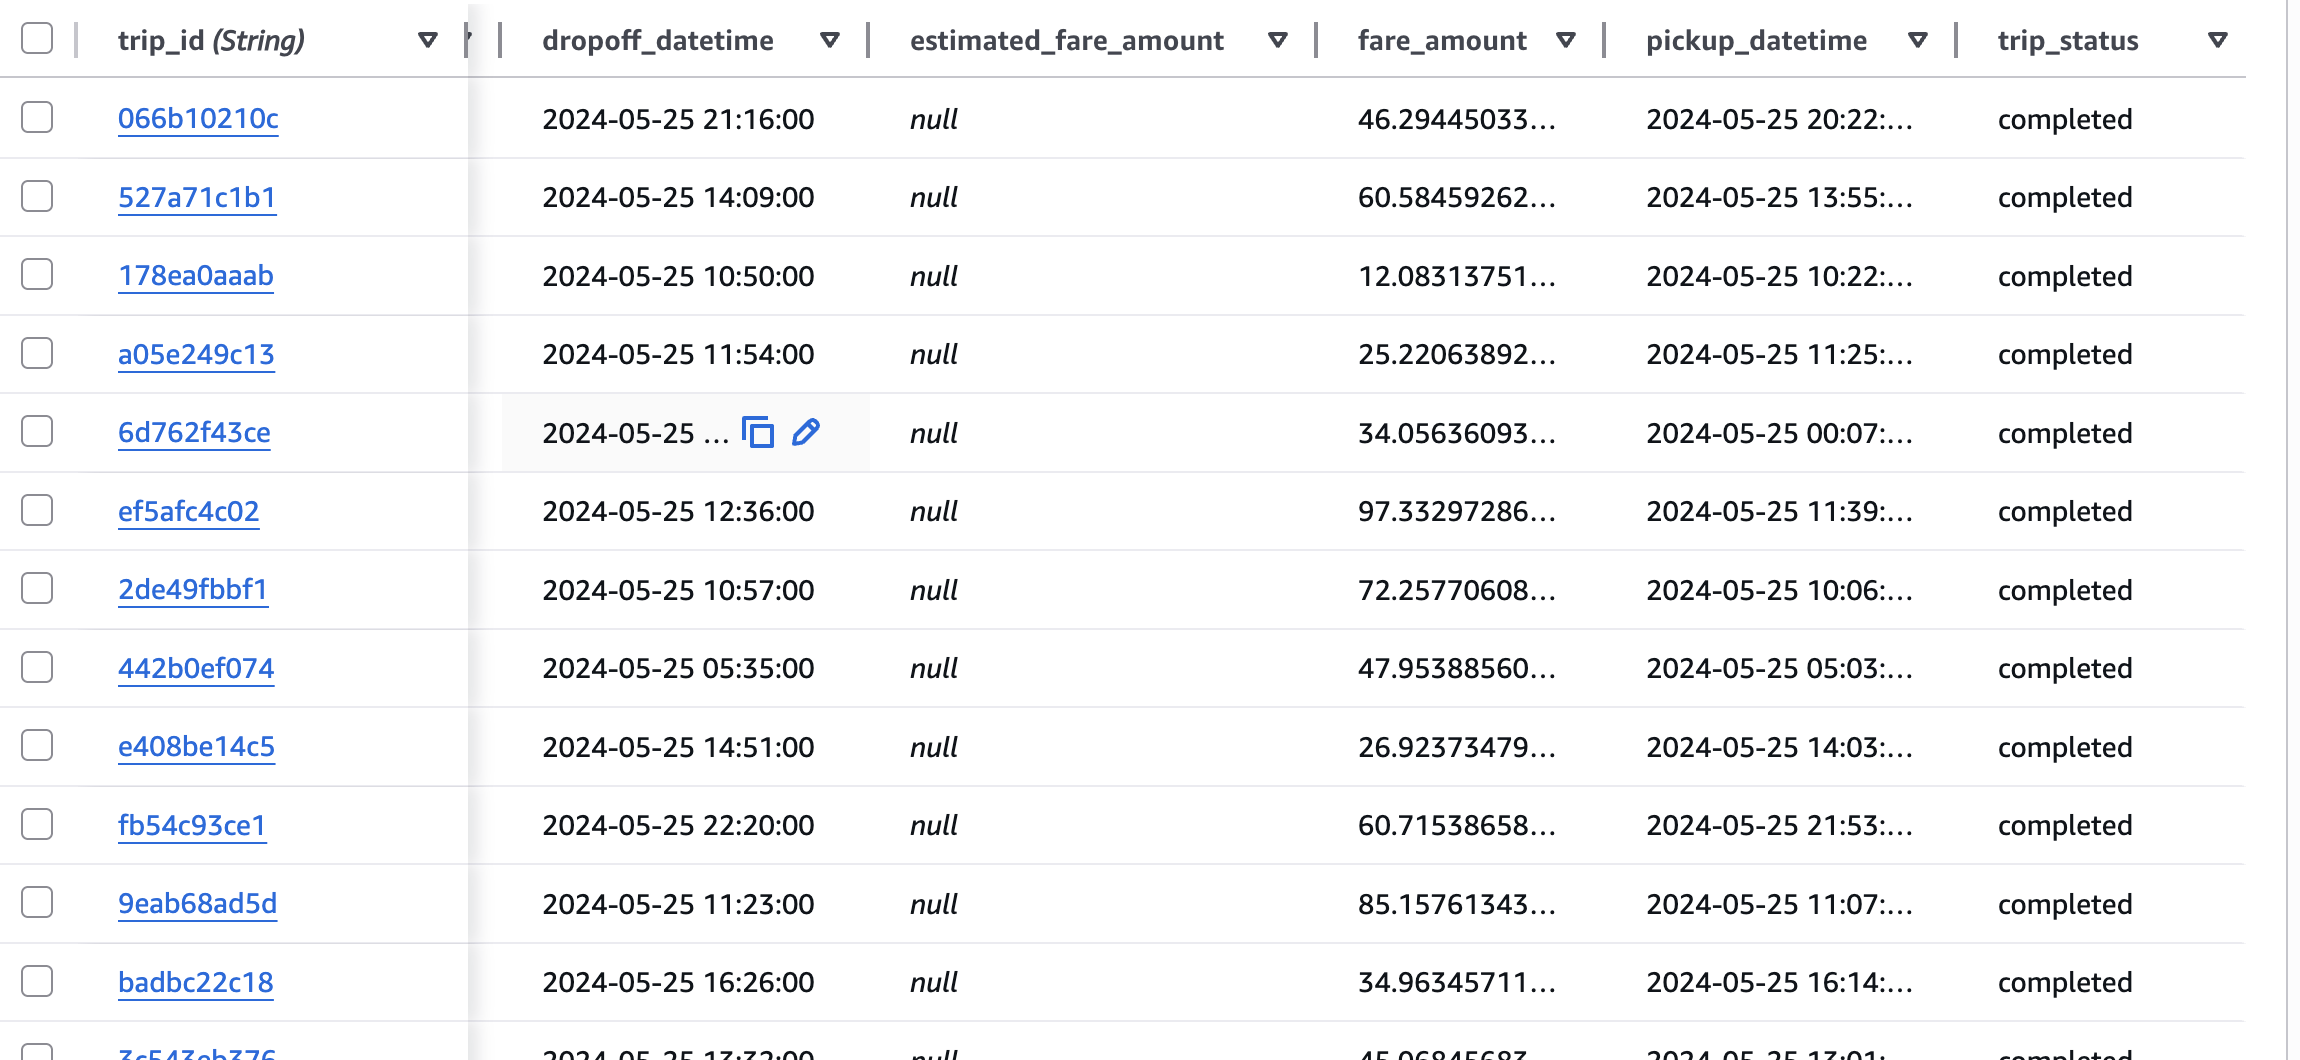 trip_id (String) dropoff_datetime estimated_fare_amount fare_amount pickup_datetime trip_status
066b10210c 2024-05-25 21:16:00 null 46.29445033... 2024-05-25 20:22:... completed
527a71c1b1 2024-05-25 14:09:00 null 60.58459262... 2024-05-25 13:55:... completed
178ea0aaab 2024-05-25 10:50:00 null 12.08313751... 2024-05-25 10:22:... completed
a05e249c13 2024-05-25 11:54:00 null 25.22063892... 2024-05-25 11:25:... completed
6d762f43ce 2024-05-25 ... null 34.05636093... 2024-05-25 00:07:... completed
ef5afc4c02 2024-05-25 12:36:00 null 97.33297286... 2024-05-25 11:39:... completed
2de49fbbf1 2024-05-25 10:57:00 null 72.25770608... 2024-05-25 10:06:... completed
442b0ef074 2024-05-25 05:35:00 null 47.95388560... 2024-05-25 05:03:... completed
e408be14c5 2024-05-25 14:51:00 null 26.92373479... 2024-05-25 14:03:... completed
fb54c93ce1 2024-05-25 22:20:00 null 60.71538658... 2024-05-25 21:53:... completed
9eab68ad5d 2024-05-25 11:23:00 null 85.15761343... 2024-05-25 11:07:... completed
badbc22c18 2024-05-25 16:26:00 null 34.96345711... 2024-05-25 16:14:... completed
null completed